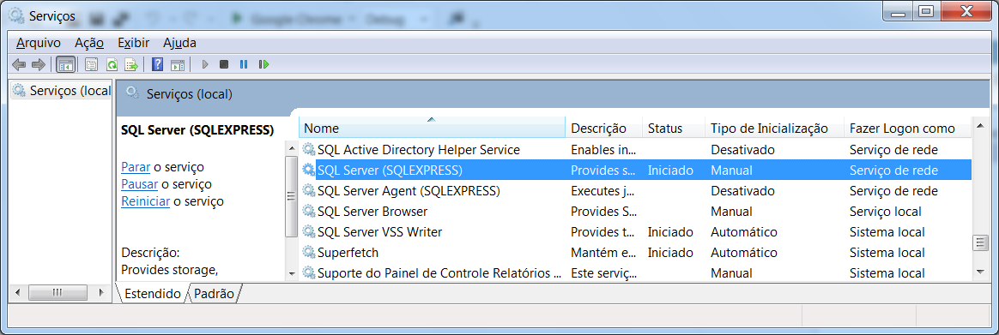 Serviços
Google Chrome Debug
Arquivo Ação Exibir Ajuda
Serviços (local
Serviços (local)
SQL Server (SQLEXPRESS)
Parar o serviço
Pausar o serviço
Reiniciar o serviço
Descrição:
Provides storage,
Nome Descrição Status Tipo de Inicialização Fazer Logon como
SQL Active Directory Helper Service Enables in... Desativado Serviço de rede
SQL Server (SQLEXPRESS) Provides s... Iniciado Manual Serviço de rede
SQL Server Agent (SQLEXPRESS) Executes j... Desativado Serviço de rede
SQL Server Browser Provides S... Manual Serviço local
SQL Server VSS Writer Provides t... Iniciado Automático Sistema local
Superfetch Mantém e... Iniciado Automático Sistema local
Suporte do Painel de Controle Relatórios ... Este serviç... Manual Sistema local
Estendido Padrão